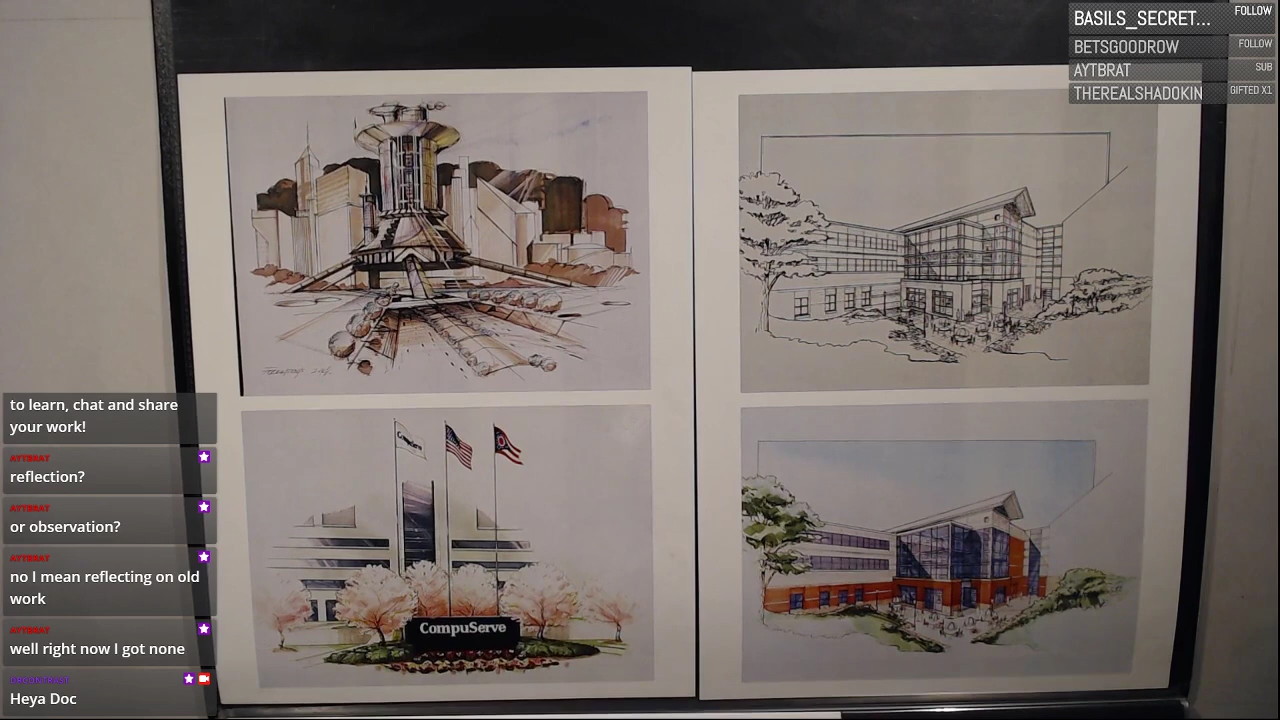 BASILS_SECRET... FOLLOW
BETSGOODROW FOLLOW
AYTBRAT SUB
THEREALSHADOKIN GIFTED X1
CompuServe
CompuServe
to learn, chat and share
your work!
AYTBRAT
reflection?
AYTBRAT
or observation?
AYTBRAT
no I mean reflecting on old
work
AYTBRAT
well right now I got none
Heya Doc